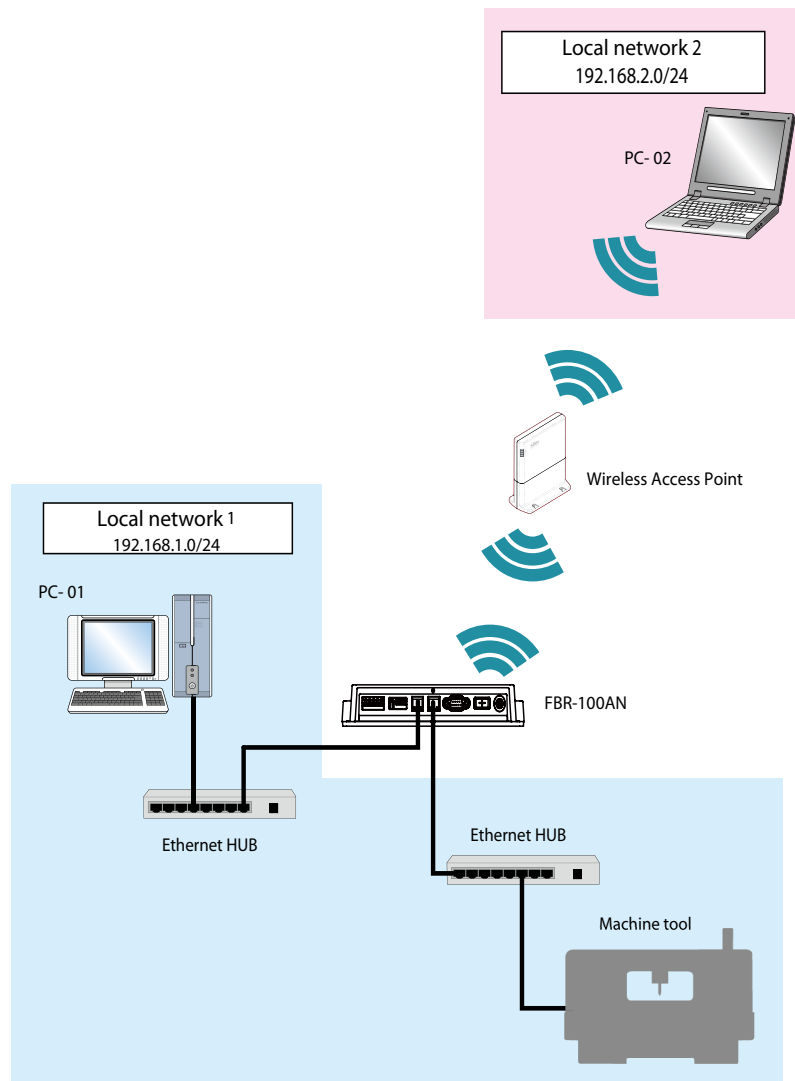 Local network 2
192.168.2.0/24
PC- 02
Wireless Access Point
Local network 1
192.168.1.0/24
PC- 01
FBR-100AN
Ethernet HUB
Ethernet HUB
Machine tool